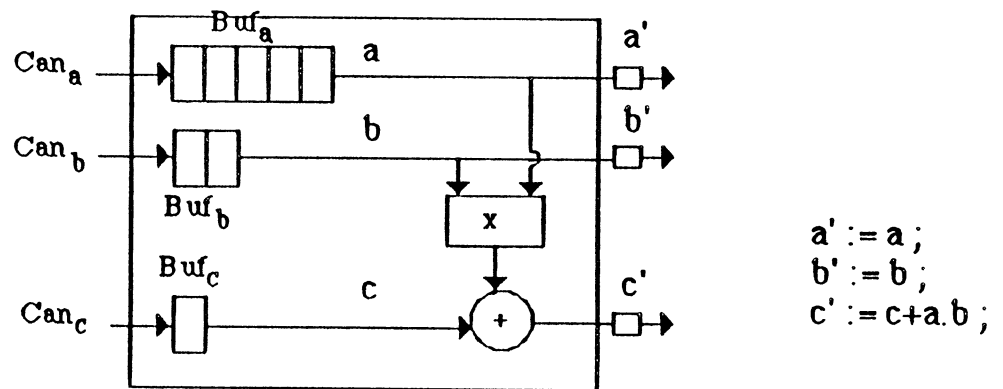 Buf_a
Can_a
a
a'
Can_b
b
b'
Buf_b
x
Buf_c
Can_c
c
+
c'
a' := a ;
b' := b ;
c' := c+a.b ;